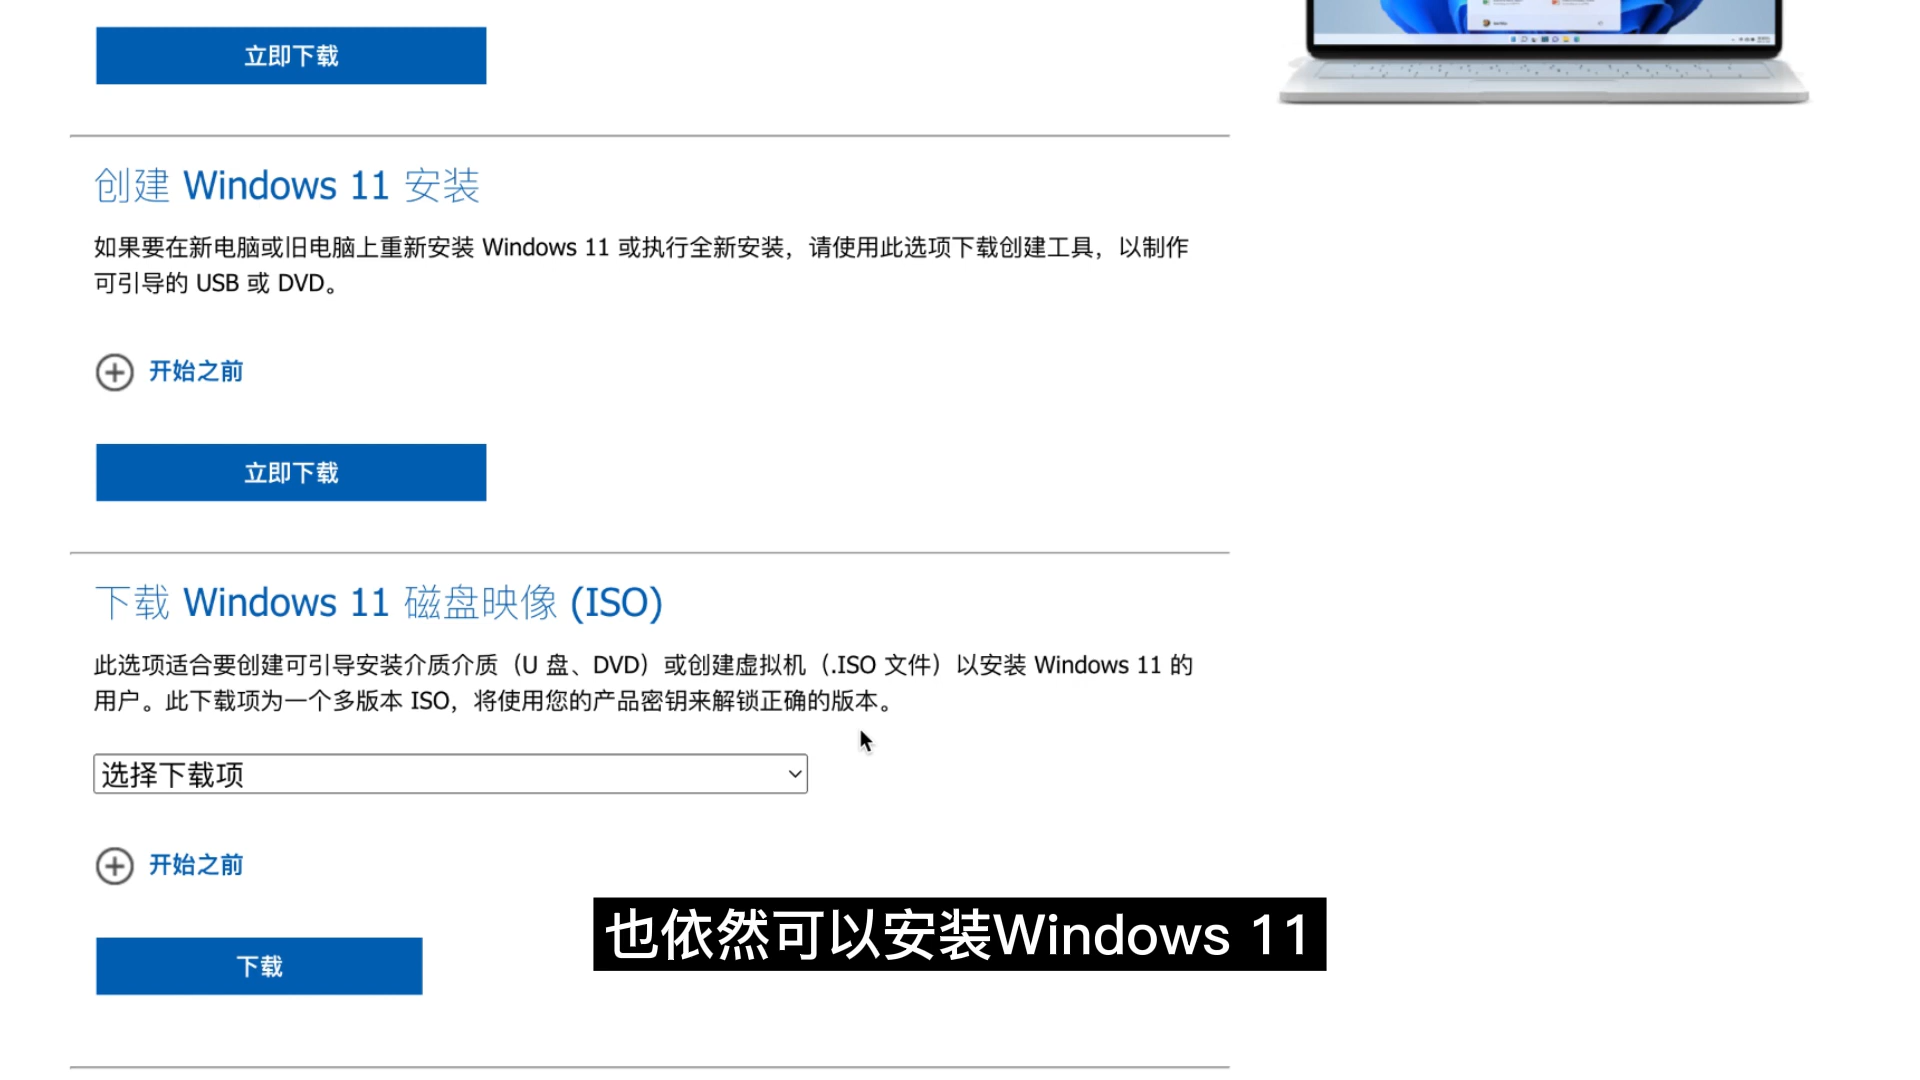 立即下载
创建 Windows 11 安装
如果要在新电脑或旧电脑上重新安装 Windows 11 或执行全新安装，请使用此选项下载创建工具，以制作
可引导的 USB 或 DVD。
开始之前
立即下载
下载 Windows 11 磁盘映像 (ISO)
此选项适合要创建可引导安装介质介质（U 盘、DVD）或创建虚拟机（.ISO 文件）以安装 Windows 11 的
用户。此下载项为一个多版本 ISO，将使用您的产品密钥来解锁正确的版本。
选择下载项
开始之前
也依然可以安装Windows 11
下载